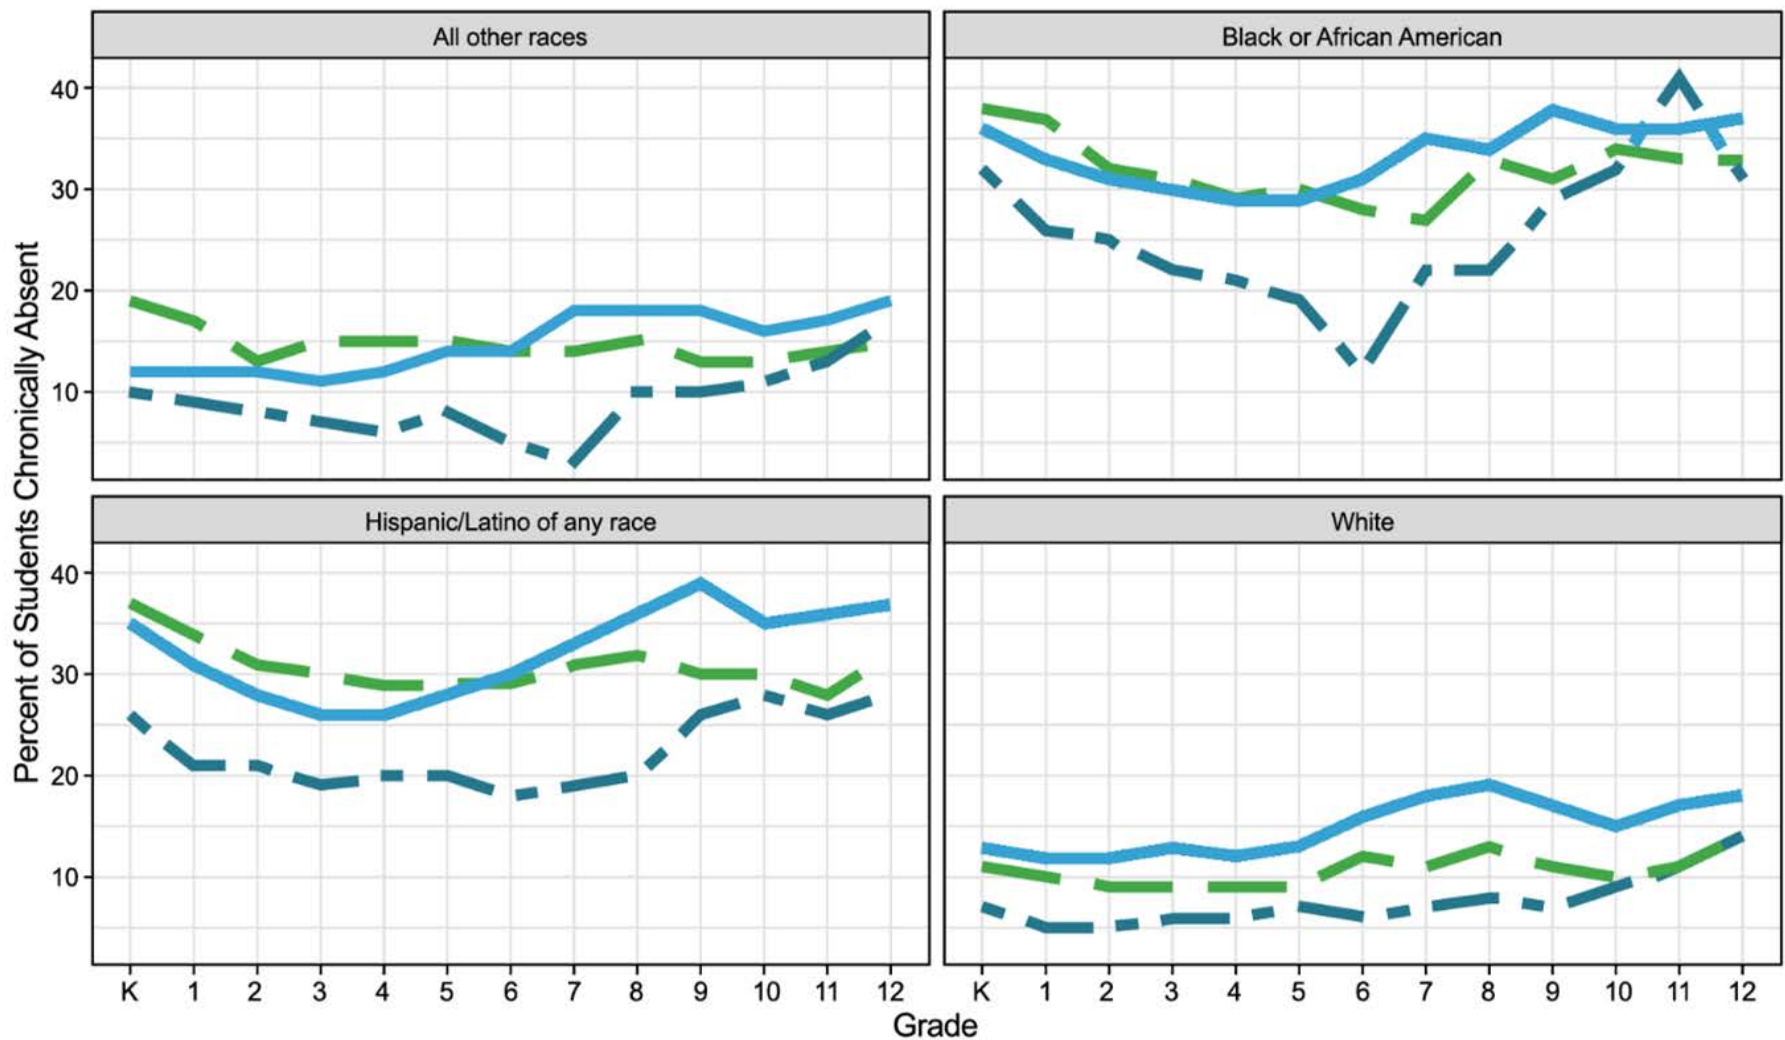 All other races
Black or African American
40
30
20
10
Hispanic/Latino of any race
White
40
30
20
10
Percent of Students Chronically Absent
K 1 2 3 4 5 6 7 8 9 10 11 12
K 1 2 3 4 5 6 7 8 9 10 11 12
Grade